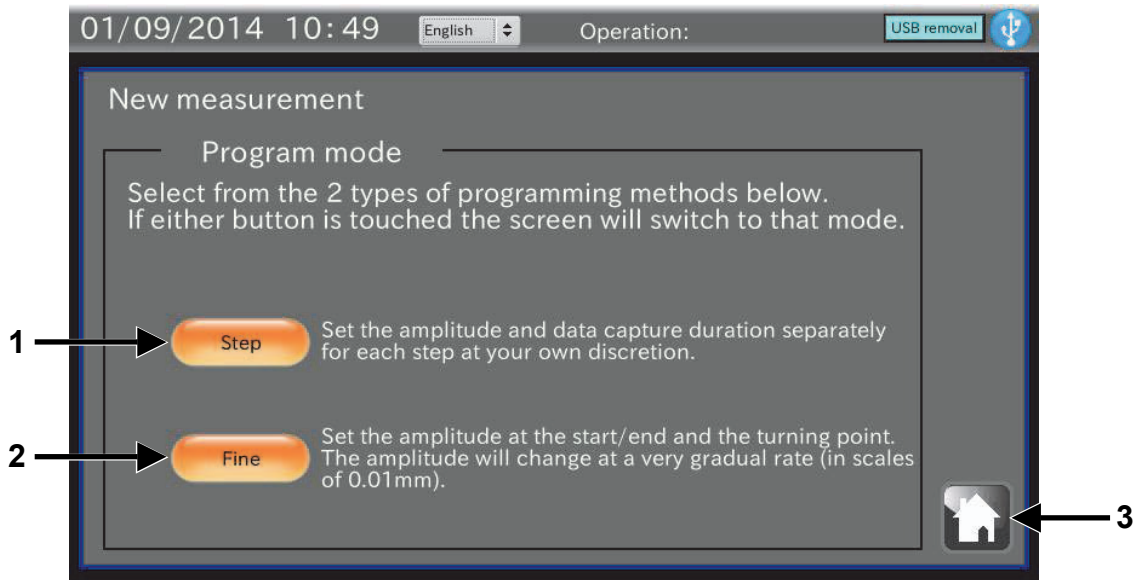 01/09/2014 10:49 English Operation: USB removal
New measurement
Program mode
Select from the 2 types of programming methods below.
If either button is touched the screen will switch to that mode.
1
Step
Set the amplitude and data capture duration separately
for each step at your own discretion.
2
Fine
Set the amplitude at the start/end and the turning point.
The amplitude will change at a very gradual rate (in scales
of 0.01mm).
3